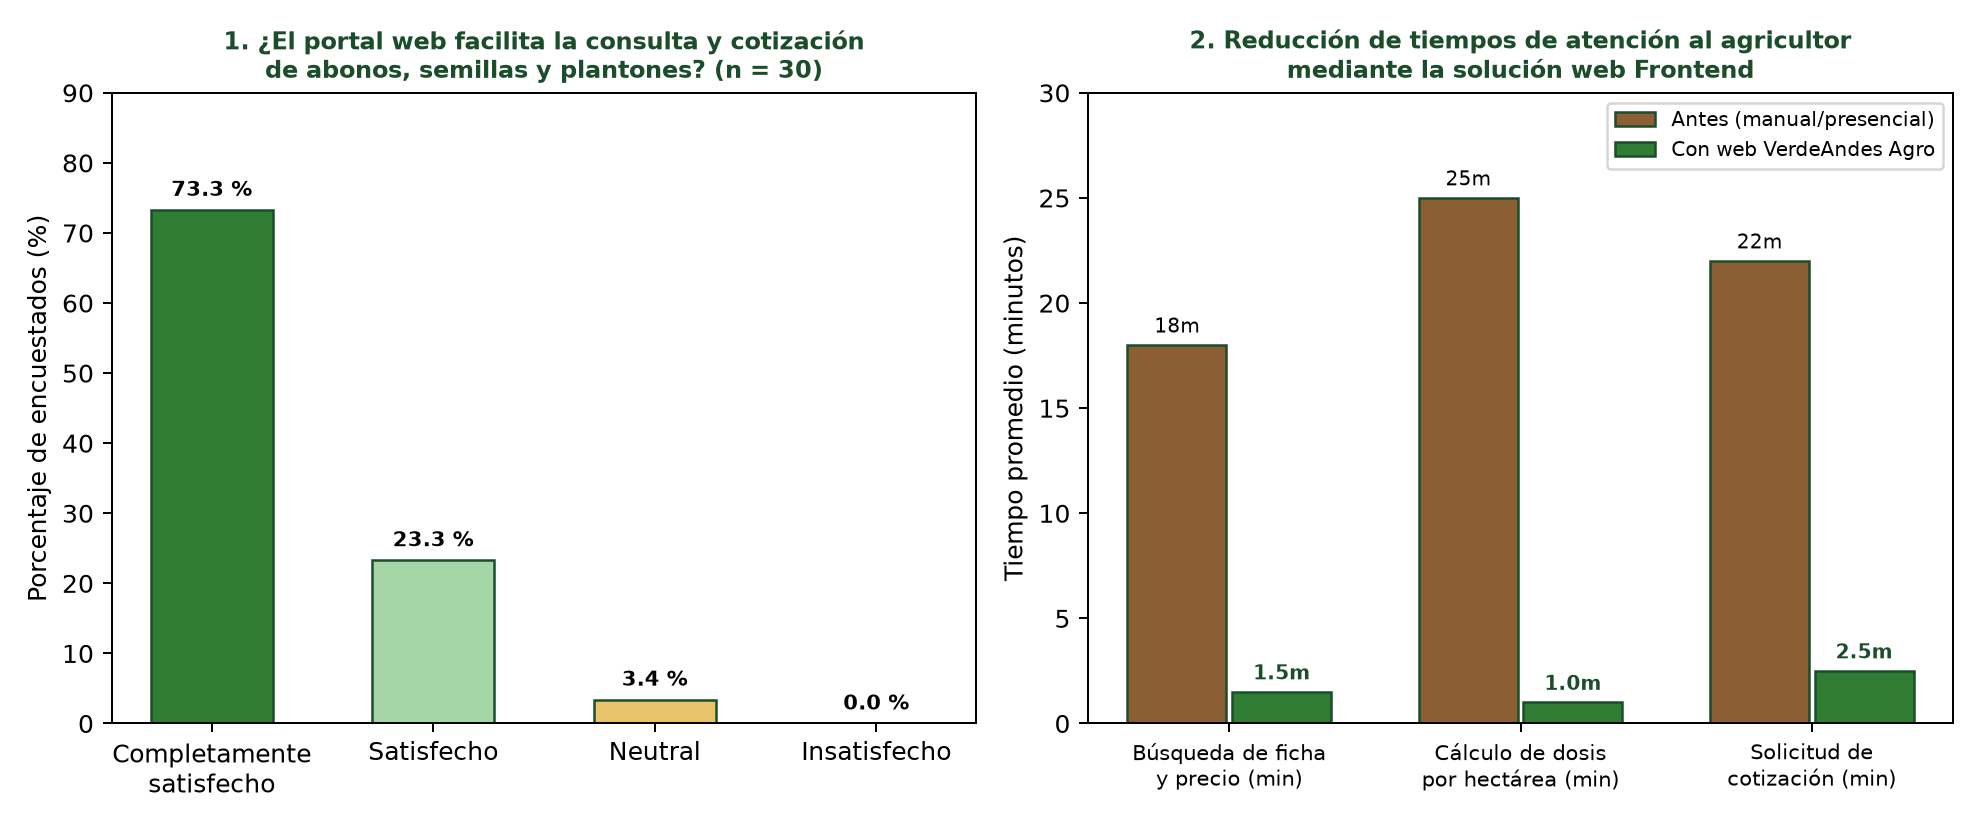 1. ¿El portal web facilita la consulta y cotización
de abonos, semillas y plantones? (n = 30)
Porcentaje de encuestados (%)
90
80
70
60
50
40
30
20
10
0
73.3 %
23.3 %
3.4 %
0.0 %
Completamente
satisfecho
Satisfecho
Neutral
Insatisfecho
2. Reducción de tiempos de atención al agricultor
mediante la solución web Frontend
Tiempo promedio (minutos)
30
25
20
15
10
5
0
Antes (manual/presencial)
Con web VerdeAndes Agro
18m
1.5m
25m
1.0m
22m
2.5m
Búsqueda de ficha
y precio (min)
Cálculo de dosis
por hectárea (min)
Solicitud de
cotización (min)